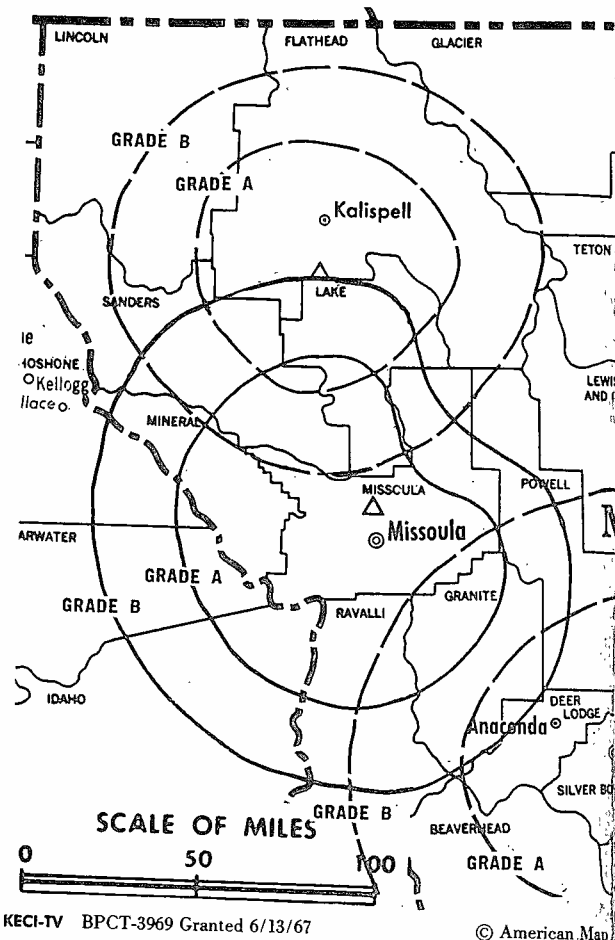 LINCOLN
FLATHEAD
GLACIER
GRADE B
GRADE A
Kalispell
TETON
LAKE
SANDERS
Kellogg
MINERAL
MISSCULA
POWELL
Missoula
GRADE A
GRADE B
RAVALLI
GRANITE
IDAHO
DEER
LODGE
Anaconda
SILVER BO
SCALE OF MILES
GRADE B
BEAVERHEAD
GRADE A
0 50 100
KECI-TV BPCT-3969 Granted 6/13/67
© American Map